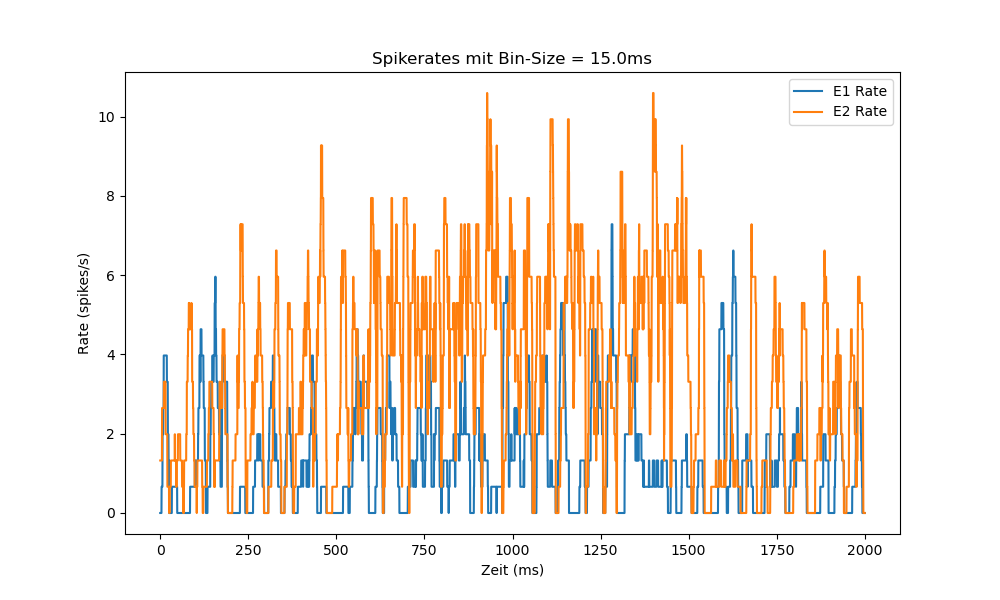 Spikerates mit Bin-Size = 15.0ms
E1 Rate
E2 Rate
Rate (spikes/s)
10
8
6
4
2
0
0 250 500 750 1000 1250 1500 1750 2000
Zeit (ms)